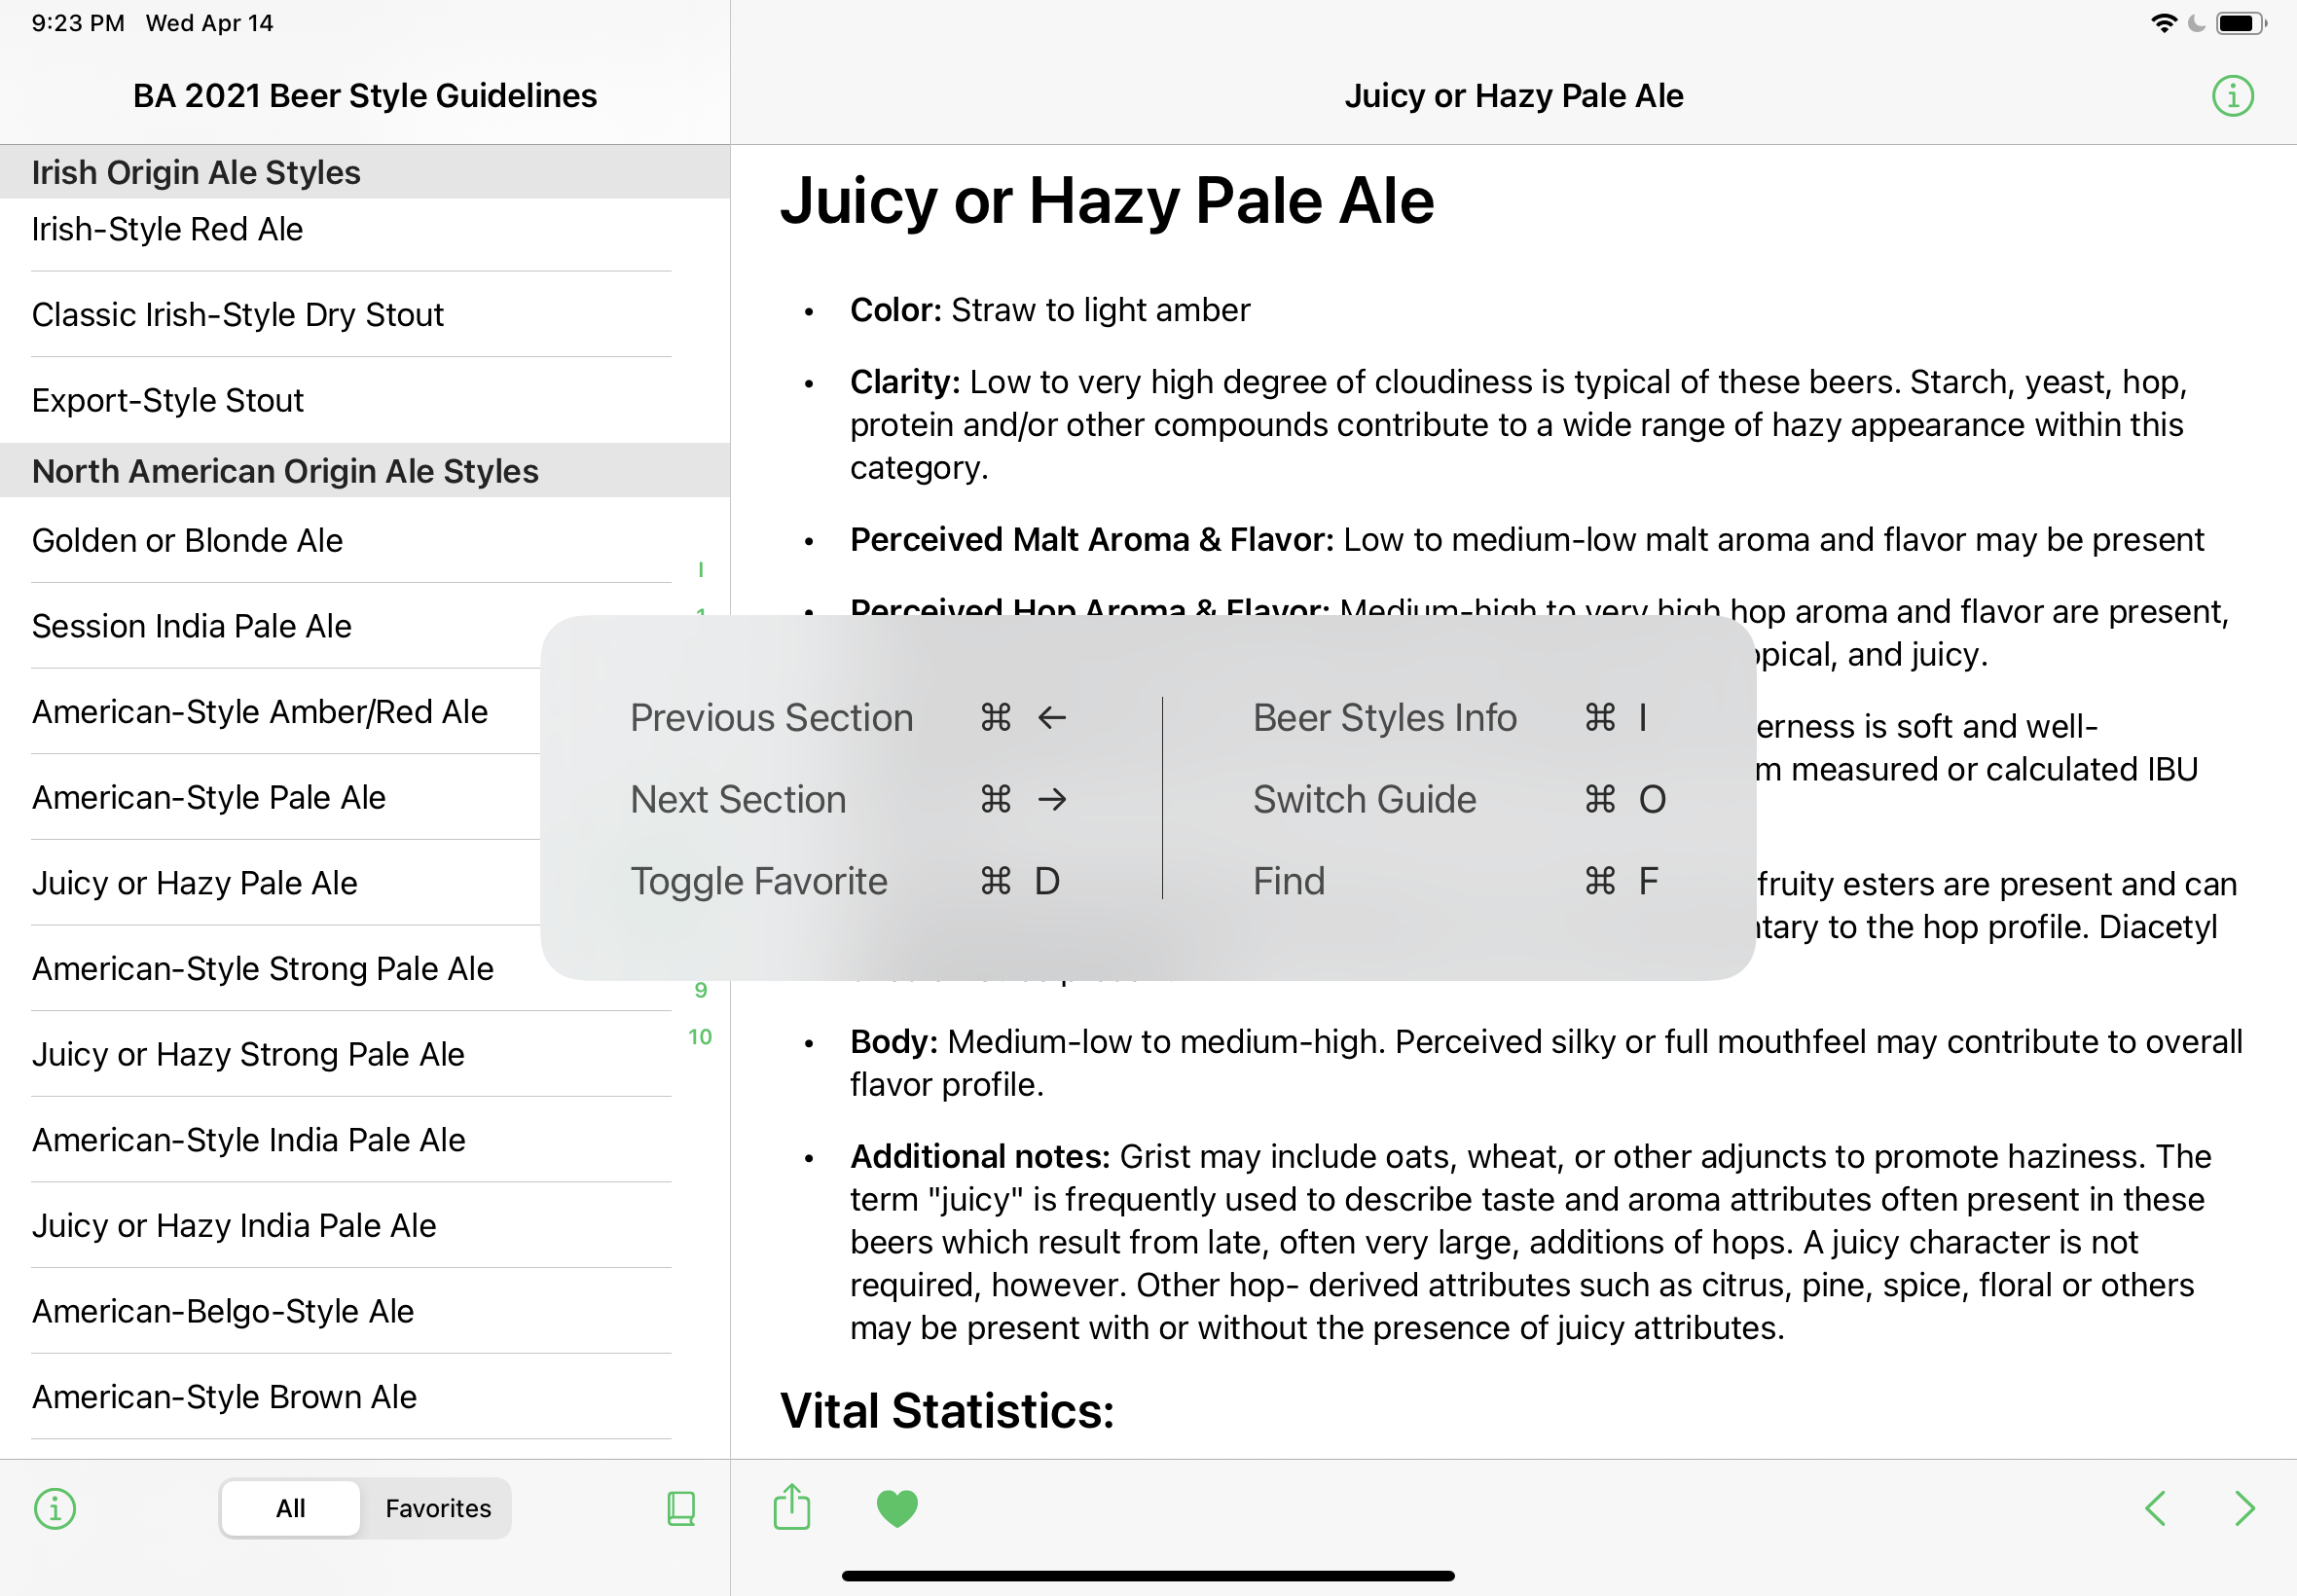 9:23 PM Wed Apr 14
BA 2021 Beer Style Guidelines
Irish Origin Ale Styles
Irish-Style Red Ale
Classic Irish-Style Dry Stout
Export-Style Stout
North American Origin Ale Styles
Golden or Blonde Ale
Session India Pale Ale
American-Style Amber/Red Ale
American-Style Pale Ale
Juicy or Hazy Pale Ale
American-Style Strong Pale Ale
Juicy or Hazy Strong Pale Ale
American-Style India Pale Ale
Juicy or Hazy India Pale Ale
American-Belgo-Style Ale
American-Style Brown Ale
I
1
9
10
All Favorites
Juicy or Hazy Pale Ale
Juicy or Hazy Pale Ale
• Color: Straw to light amber
• Clarity: Low to very high degree of cloudiness is typical of these beers. Starch, yeast, hop,
protein and/or other compounds contribute to a wide range of hazy appearance within this
category.
• Perceived Malt Aroma & Flavor: Low to medium-low malt aroma and flavor may be present
• Perceived Hop Aroma & Flavor: Medium-high to very high hop aroma and flavor are present,
and juicy.
is soft and well-
measured or calculated IBU
fruity esters are present and can
to the hop profile. Diacetyl
• Body: Medium-low to medium-high. Perceived silky or full mouthfeel may contribute to overall
flavor profile.
• Additional notes: Grist may include oats, wheat, or other adjuncts to promote haziness. The
term "juicy" is frequently used to describe taste and aroma attributes often present in these
beers which result from late, often very large, additions of hops. A juicy character is not
required, however. Other hop- derived attributes such as citrus, pine, spice, floral or others
may be present with or without the presence of juicy attributes.
Vital Statistics:
Previous Section ⌘ ←
Next Section ⌘ →
Toggle Favorite ⌘ D
Beer Styles Info ⌘ I
Switch Guide ⌘ O
Find ⌘ F